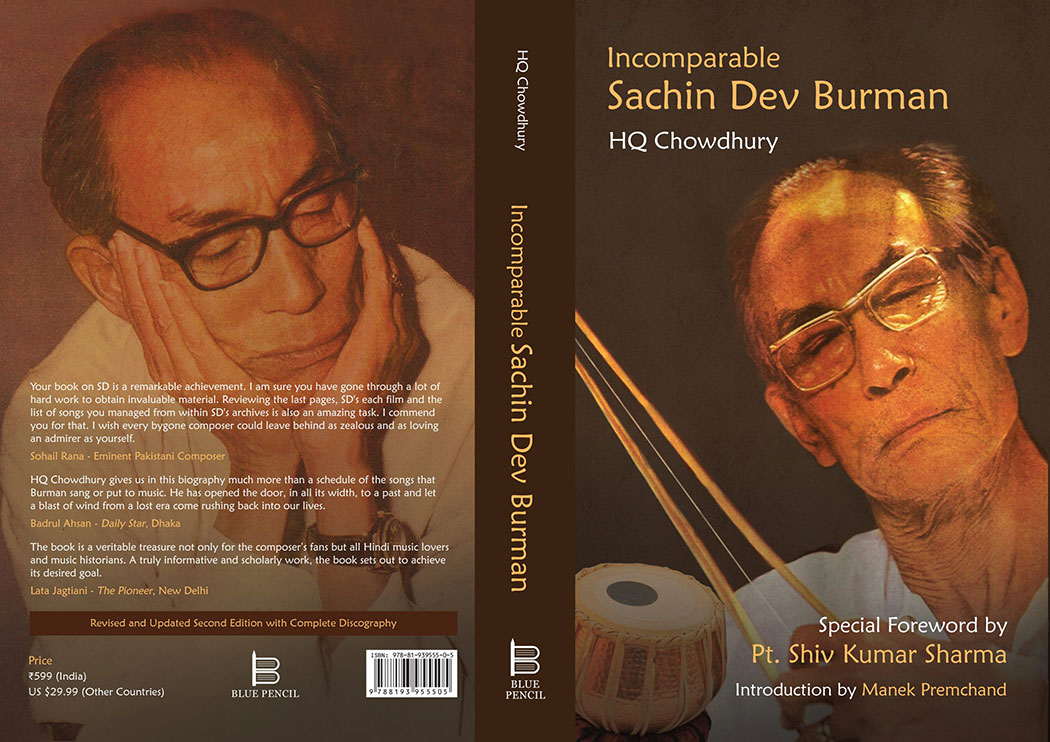 Your book on SD is a remarkable achievement. I am sure you have gone through a lot of
hard work to obtain invaluable material. Reviewing the last pages, SD's each film and the
list of songs you managed from within SD's archives is also an amazing task. I commend
you for that. I wish every bygone composer could leave behind as zealous and as loving
an admirer as yourself.
Sohail Rana - Eminent Pakistani Composer
HQ Chowdhury gives us in this biography much more than a schedule of the songs that
Burman sang or put to music. He has opened the door, in all its width, to a past and let
a blast of wind from a lost era come rushing back into our lives.
Badrul Ahsan - Daily Star, Dhaka
The book is a veritable treasure not only for the composer's fans but all Hindi music lovers
and music historians. A truly informative and scholarly work, the book sets out to achieve
its desired goal.
Lata Jagtiani - The Pioneer, New Delhi
Revised and Updated Second Edition with Complete Discography
Price
₹599 (India)
US $29.99 (Other Countries)
BLUE PENCIL
ISBN: 978-81-939555-0-5
9 788193 955505
HQ Chowdhury
Incomparable Sachin Dev Burman
BLUE
PENCIL
Incomparable
Sachin Dev Burman
HQ Chowdhury
Special Foreword by
Pt. Shiv Kumar Sharma
Introduction by Manek Premchand